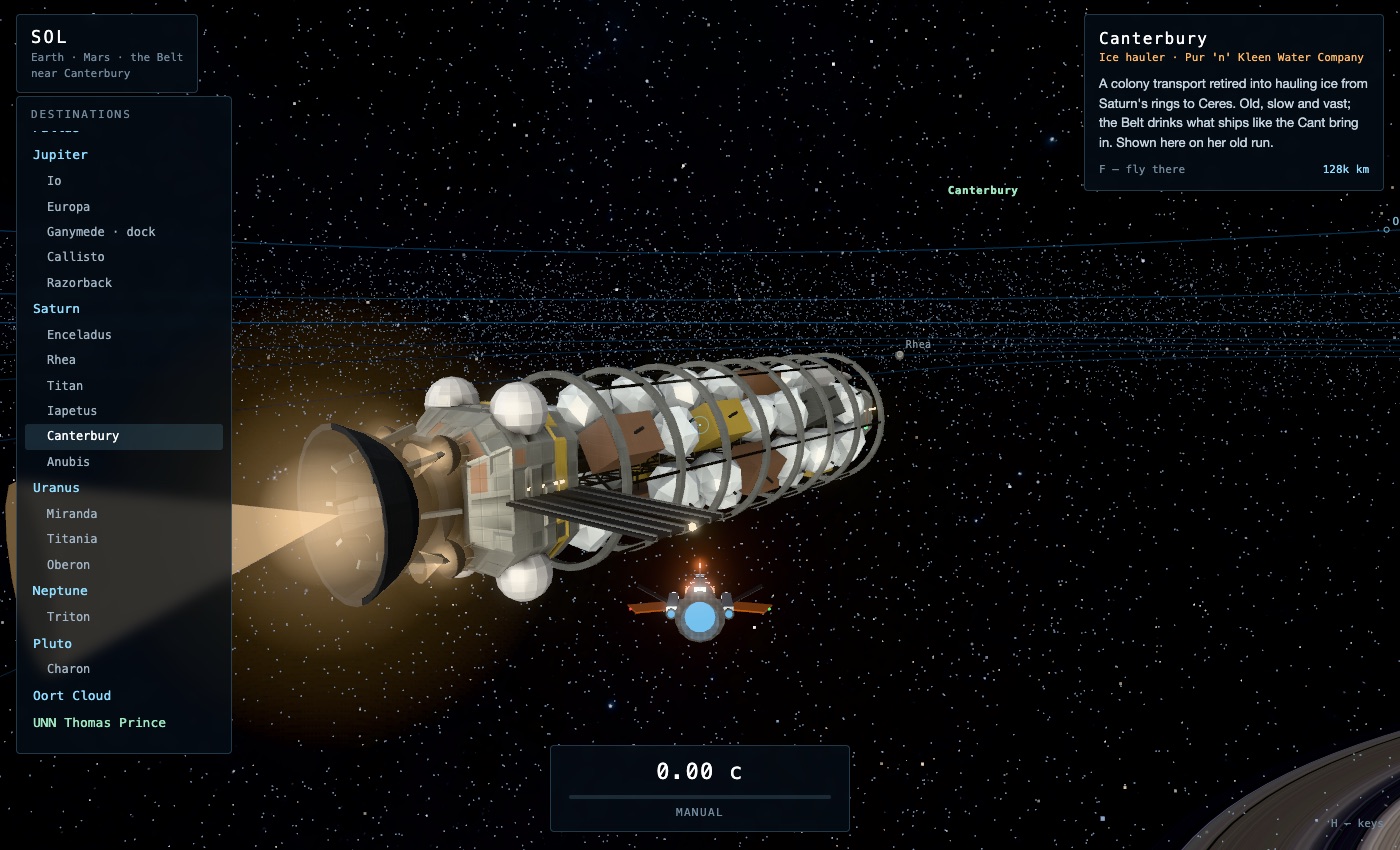 SOL
Earth · Mars · the Belt
near Canterbury
DESTINATIONS
Jupiter
Io
Europa
Ganymede · dock
Callisto
Razorback
Saturn
Enceladus
Rhea
Titan
Iapetus
Canterbury
Anubis
Uranus
Miranda
Titania
Oberon
Neptune
Triton
Pluto
Charon
Oort Cloud
UNN Thomas Prince
Canterbury
Ice hauler · Pur 'n' Kleen Water Company
A colony transport retired into hauling ice from
Saturn's rings to Ceres. Old, slow and vast;
the Belt drinks what ships like the Cant bring
in. Shown here on her old run.
F — fly there
128k km
Canterbury
Rhea
0.00 c
MANUAL
H — keys